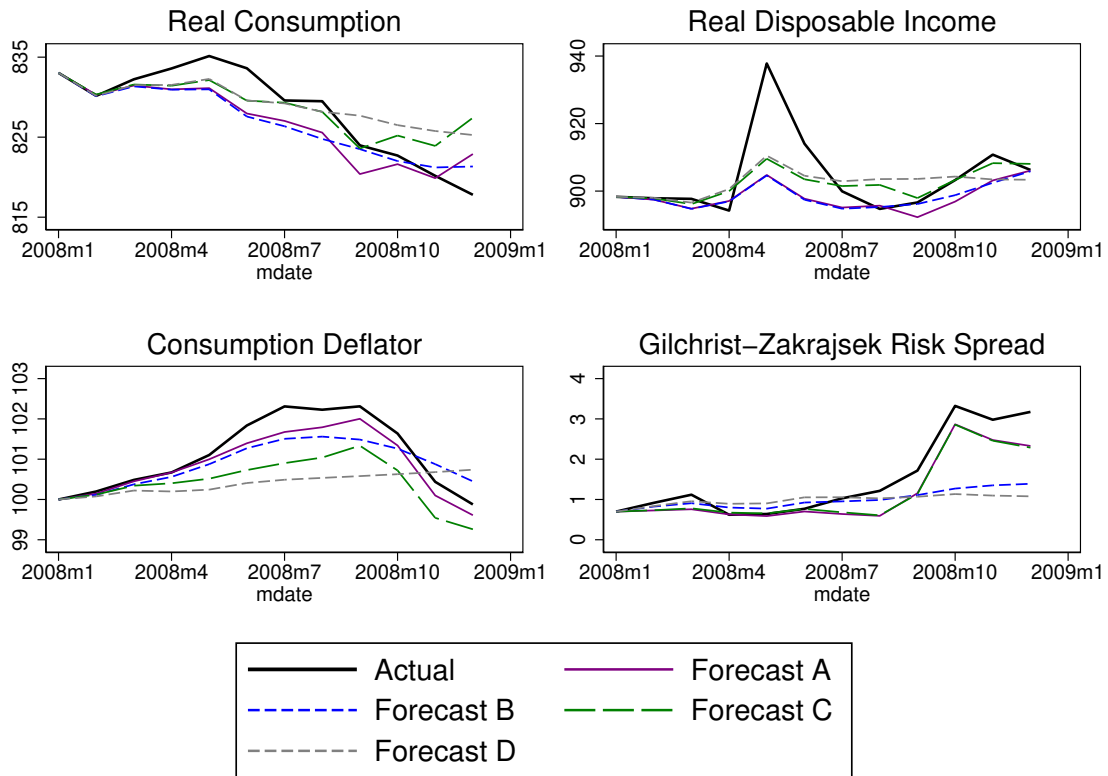 Real Consumption
835
825
815
2008m1 2008m4 2008m7 2008m10 2009m1
mdate
Real Disposable Income
940
920
900
2008m1 2008m4 2008m7 2008m10 2009m1
mdate
Consumption Deflator
103
102
101
100
99
2008m1 2008m4 2008m7 2008m10 2009m1
mdate
Gilchrist−Zakrajsek Risk Spread
4
3
2
1
0
2008m1 2008m4 2008m7 2008m10 2009m1
mdate
Actual Forecast A
Forecast B Forecast C
Forecast D